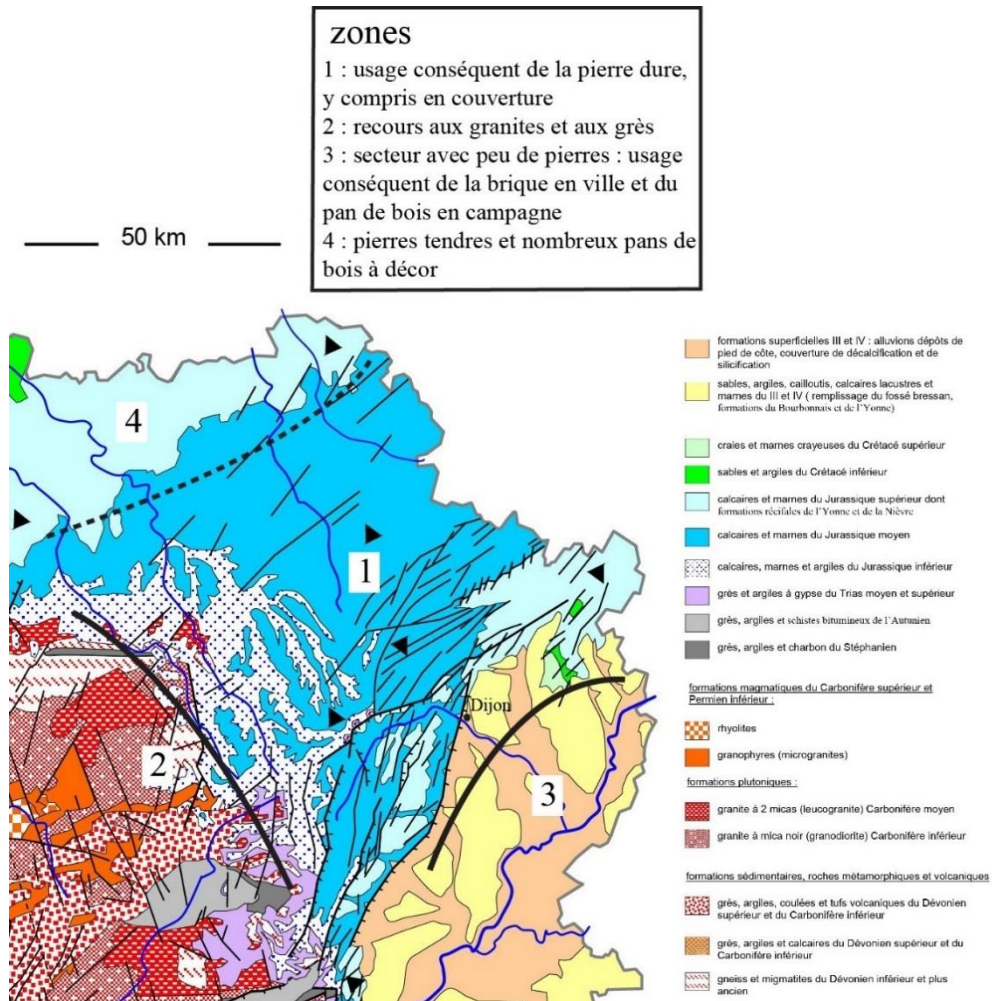 zones
1 : usage conséquent de la pierre dure,
y compris en couverture
2 : recours aux granites et aux grès
3 : secteur avec peu de pierres : usage
conséquent de la brique en ville et du
pan de bois en campagne
4 : pierres tendres et nombreux pans de
bois à décor
50 km
4
1
2
3
Dijon
formations superficielles III et IV : alluvions dépôts de
pied de côte, couverture de décalcification et de
silicification
sables, argiles, cailloutis, calcaires lacustres et
marnes du III et IV ( remplissage du fossé bressan,
formations du Bourbonnais et de l'Yonne)
craies et marnes crayeuses du Crétacé supérieur
sables et argiles du Crétacé inférieur
calcaires et marnes du Jurassique supérieur dont
formations récifales de l'Yonne et de la Nièvre
calcaires et marnes du Jurassique moyen
calcaires, marnes et argiles du Jurassique inférieur
grès et argiles à gypse du Trias moyen et supérieur
grès, argiles et schistes bitumineux de l'Autunien
grès, argiles et charbon du Stéphanien
formations magmatiques du Carbonifère supérieur et
Permien inférieur :
rhyolites
granophyres (microgranites)
formations plutoniques :
granite à 2 micas (leucogranite) Carbonifère moyen
granite à mica noir (granodiorite) Carbonifère inférieur
formations sédimentaires, roches métamorphiques et volcaniques
grès, argiles, coulées et tufs volcaniques du Dévonien
supérieur et du Carbonifère inférieur
grès, argiles et calcaires du Dévonien supérieur et du
Carbonifère inférieur
gneiss et migmatites du Dévonien inférieur et plus
ancien